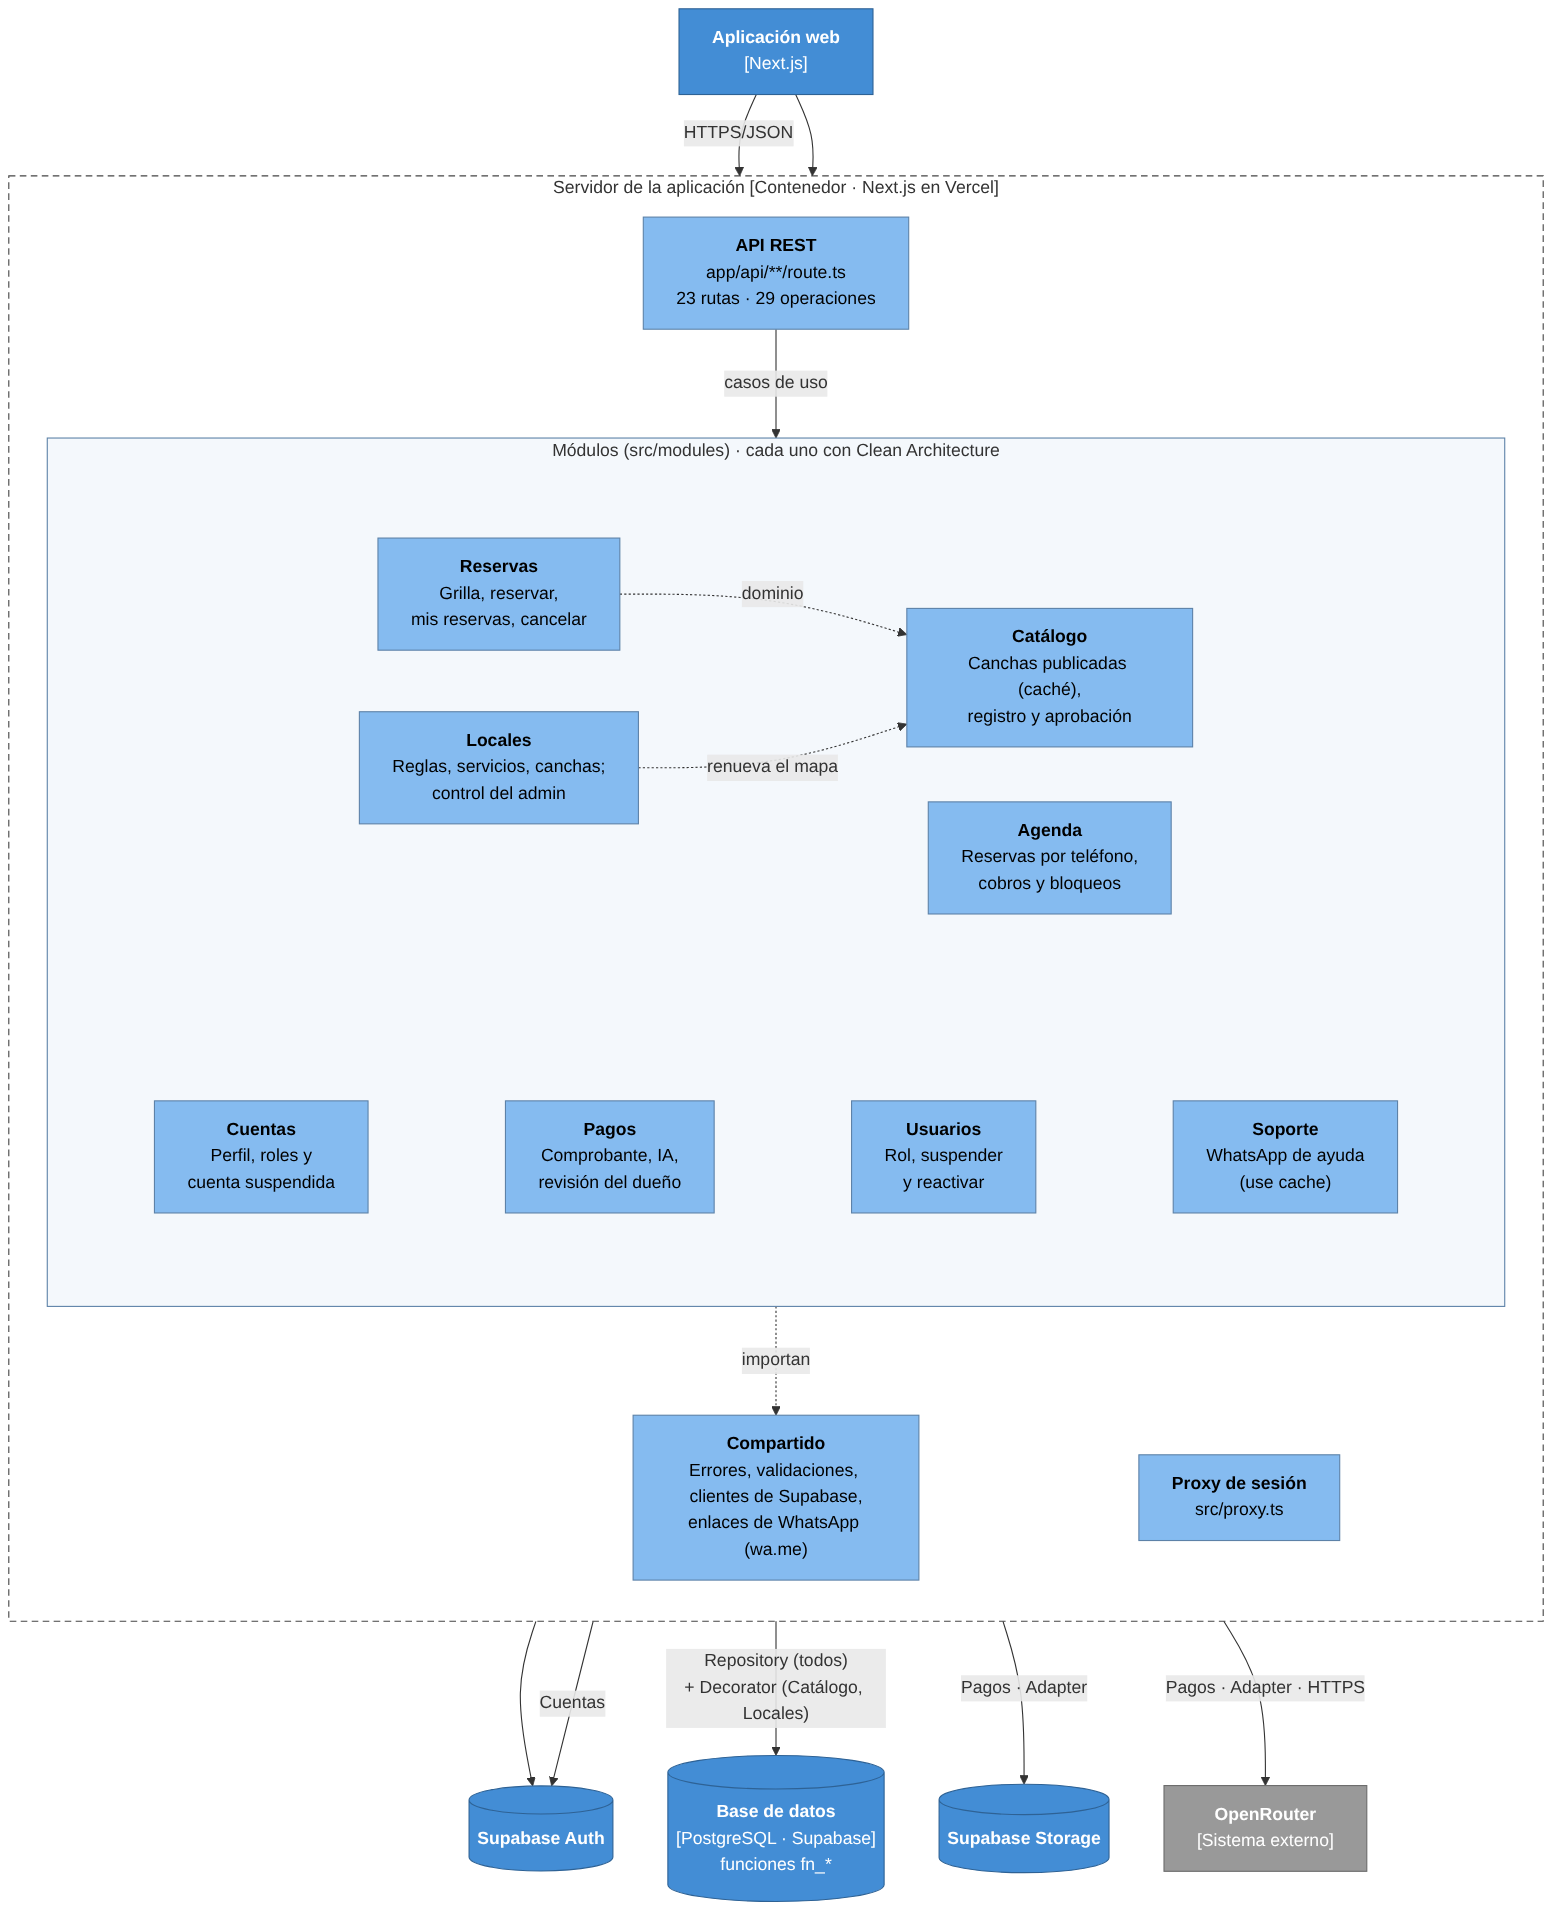 Aplicación web
[Next.js]
HTTPS/JSON
Servidor de la aplicación [Contenedor · Next.js en Vercel]
API REST
app/api/**/route.ts
23 rutas · 29 operaciones
casos de uso
Módulos (src/modules) · cada uno con Clean Architecture
Reservas
Grilla, reservar,
mis reservas, cancelar
dominio
Catálogo
Canchas publicadas
(caché),
registro y aprobación
Locales
Reglas, servicios, canchas;
control del admin
renueva el mapa
Agenda
Reservas por teléfono,
cobros y bloqueos
Cuentas
Perfil, roles y
cuenta suspendida
Pagos
Comprobante, IA,
revisión del dueño
Usuarios
Rol, suspender
y reactivar
Soporte
WhatsApp de ayuda
(use cache)
importan
Compartido
Errores, validaciones,
clientes de Supabase,
enlaces de WhatsApp
(wa.me)
Proxy de sesión
src/proxy.ts
Cuentas
Repository (todos)
+ Decorator (Catálogo,
Locales)
Pagos · Adapter
Pagos · Adapter · HTTPS
Supabase Auth
Base de datos
[PostgreSQL · Supabase]
funciones fn_*
Supabase Storage
OpenRouter
[Sistema externo]